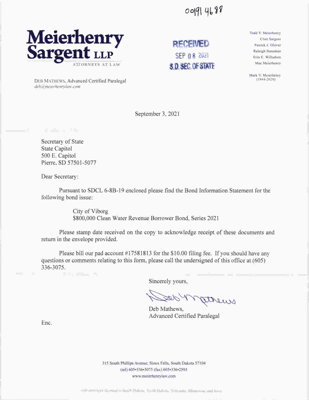 00991 4688
Meierhenry
Sargent LLP
ATTORNEYS AT LAW
DEB MATHEWS, Advanced Certified Paralegal
deb@meierhenrylaw.com
RECEIVED
SEP 08 2021
S.D. SEC. OF STATE
Todd V. Meierhenry
Clint Sargent
Patrick J. Glover
Raleigh Hansman
Erin E. Willadsen
Max Meierhenry
Mark V. Meierhenry
(1944-2020)
September 3, 2021
Secretary of State
State Capitol
500 E. Capitol
Pierre, SD 57501-5077
Dear Secretary:
Pursuant to SDCL 6-8B-19 enclosed please find the Bond Information Statement for the
following bond issue:
City of Viborg
$800,000 Clean Water Revenue Borrower Bond, Series 2021
Please stamp date received on the copy to acknowledge receipt of these documents and
return in the envelope provided.
Please bill our pad account #17581813 for the $10.00 filing fee. If you should have any
questions or comments relating to this form, please call the undersigned of this office at (605)
336-3075.
Sincerely yours,
Deb Mathews
Deb Mathews,
Advanced Certified Paralegal
Enc.
315 South Phillips Avenue, Sioux Falls, South Dakota 57104
(tel) 605•336•3075 (fax) 605•336•2593
www.meierhenrylaw.com